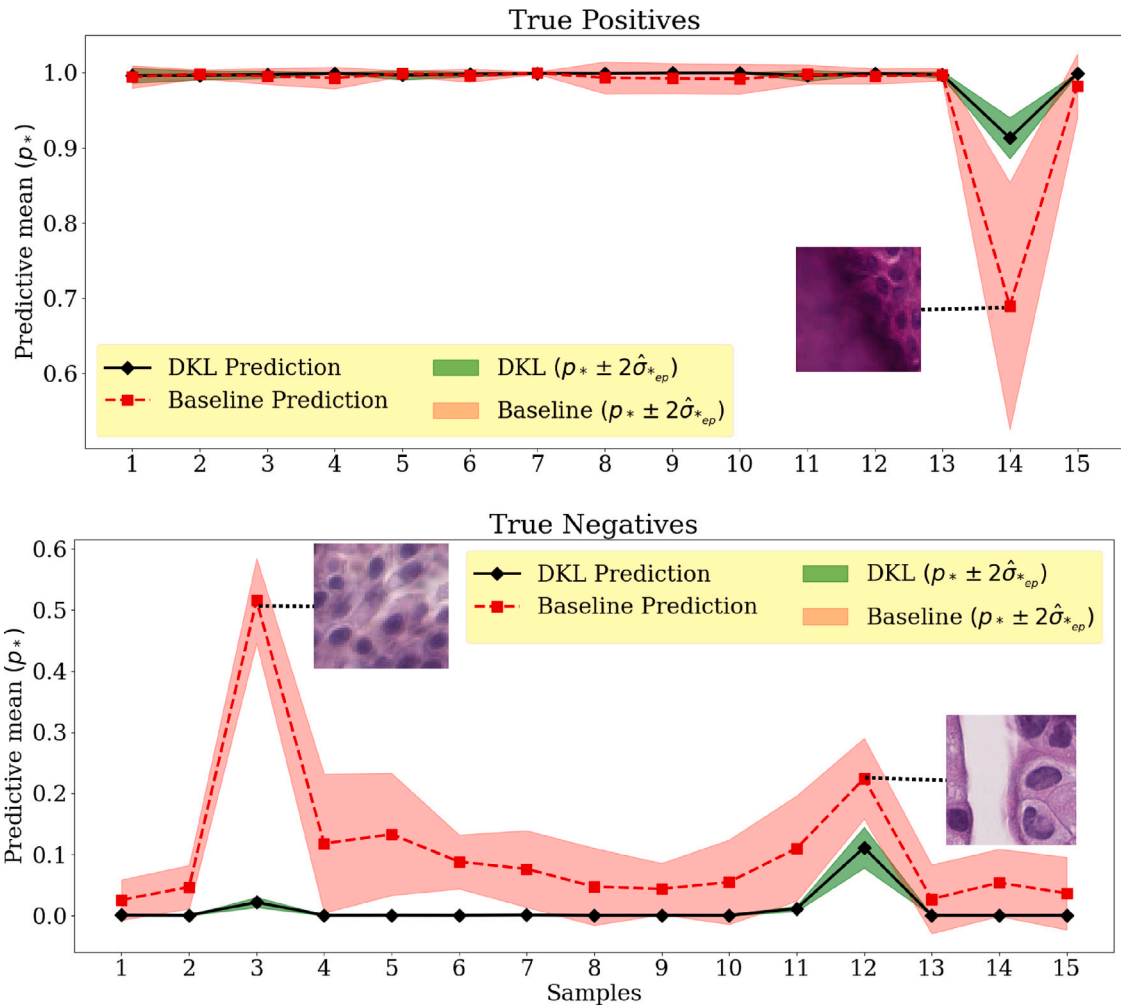 True Positives
Predictive mean (p*)
1.0
0.9
0.8
0.7
0.6
DKL Prediction
Baseline Prediction
DKL (p* ± 2σ̂*ep)
Baseline (p* ± 2σ̂*ep)
1 2 3 4 5 6 7 8 9 10 11 12 13 14 15
True Negatives
Predictive mean (p*)
0.6
0.5
0.4
0.3
0.2
0.1
0.0
DKL Prediction
Baseline Prediction
DKL (p* ± 2σ̂*ep)
Baseline (p* ± 2σ̂*ep)
1 2 3 4 5 6 7 8 9 10 11 12 13 14 15
Samples